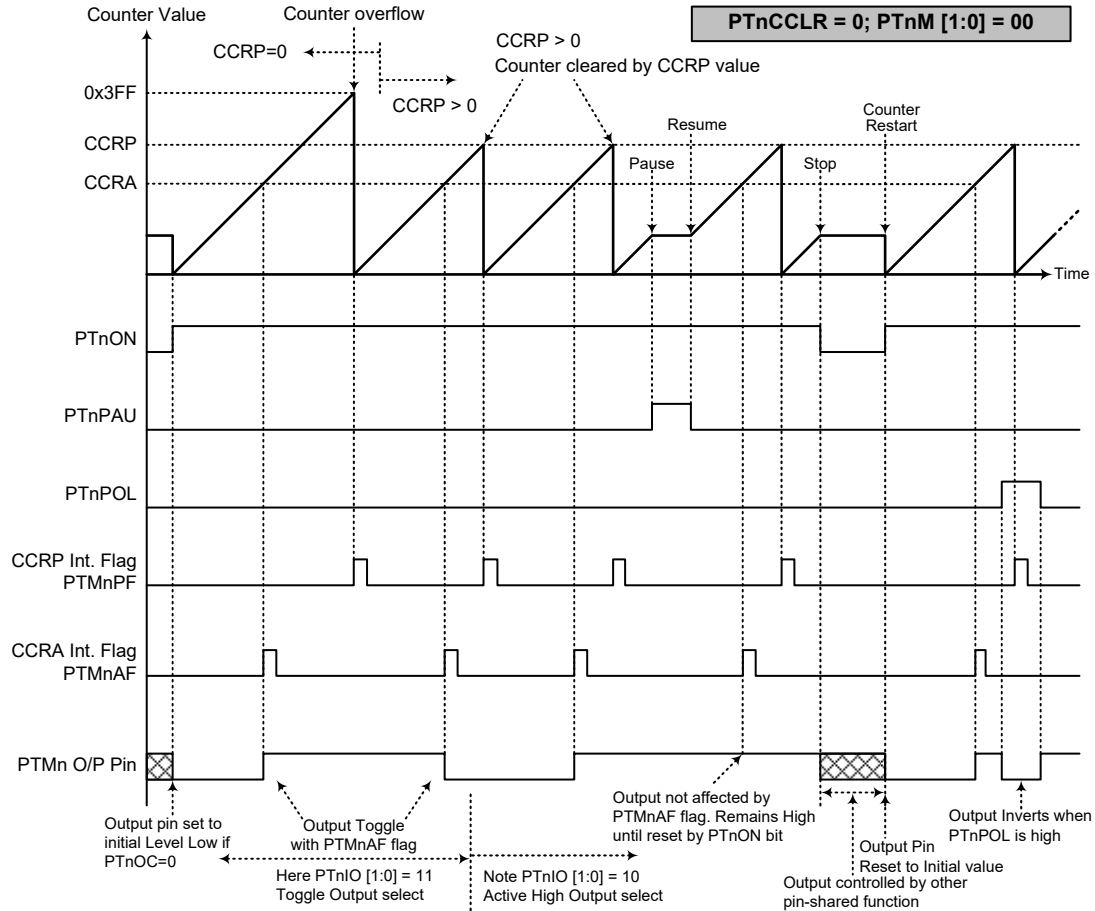 Counter Value
Counter overflow
PTnCCLR = 0; PTnM [1:0] = 00
CCRP=0
CCRP > 0
CCRP > 0
Counter cleared by CCRP value
0x3FF
CCRP
CCRA
Pause
Resume
Stop
Counter
Restart
Time
PTnON
PTnPAU
PTnPOL
CCRP Int. Flag
PTMnPF
CCRA Int. Flag
PTMnAF
PTMn O/P Pin
Output pin set to
initial Level Low if
PTnOC=0
Output Toggle
with PTMnAF flag
Here PTnIO [1:0] = 11
Toggle Output select
Note PTnIO [1:0] = 10
Active High Output select
Output not affected by
PTMnAF flag. Remains High
until reset by PTnON bit
Output Pin
Reset to Initial value
Output controlled by other
pin-shared function
Output Inverts when
PTnPOL is high